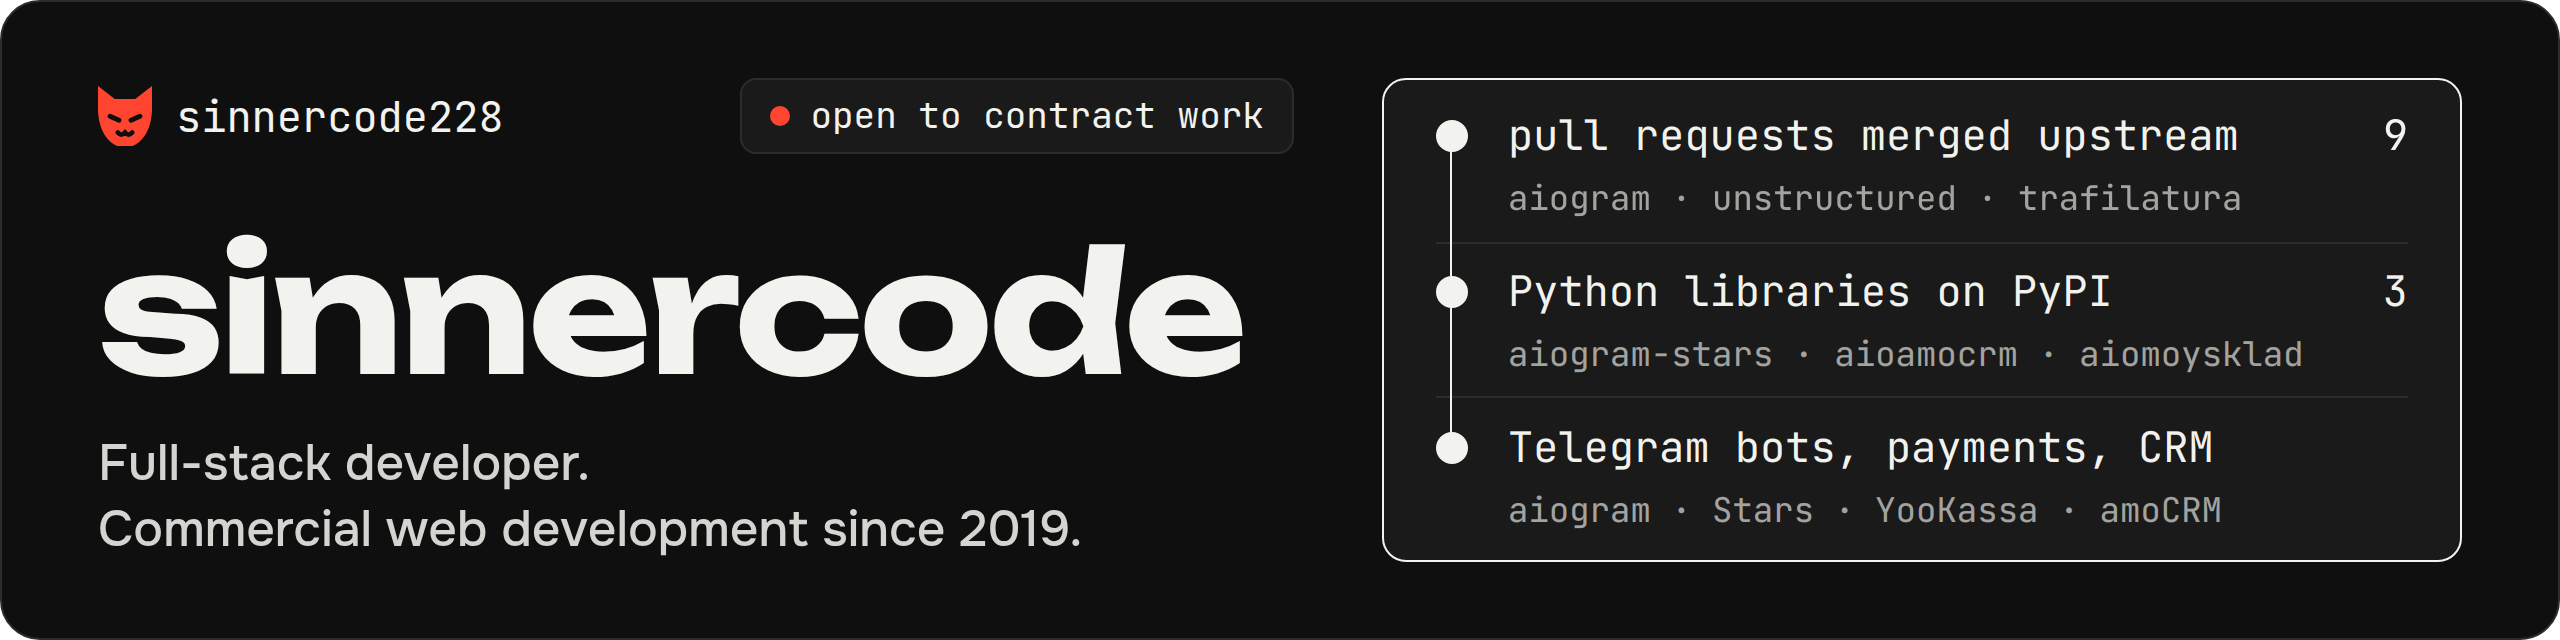 sinnercode228
open to contract work
sinnercode
Full-stack developer.
Commercial web development since 2019.
pull requests merged upstream 9
aiogram · unstructured · trafilatura
Python libraries on PyPI 3
aiogram-stars · aioamocrm · aiomoysklad
Telegram bots, payments, CRM
aiogram · Stars · YooKassa · amoCRM